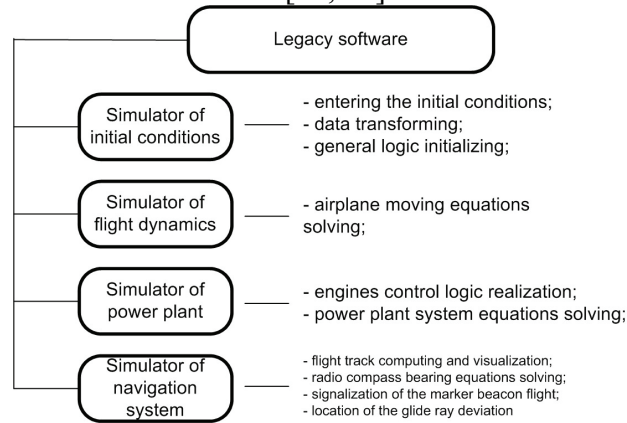 Legacy software
Simulator of
initial conditions
- entering the initial conditions;
- data transforming;
- general logic initializing;
Simulator of
flight dynamics
- airplane moving equations
solving;
Simulator of
power plant
- engines control logic realization;
- power plant system equations solving;
Simulator of
navigation
system
- flight track computing and visualization;
- radio compass bearing equations solving;
- signalization of the marker beacon flight;
- location of the glide ray deviation